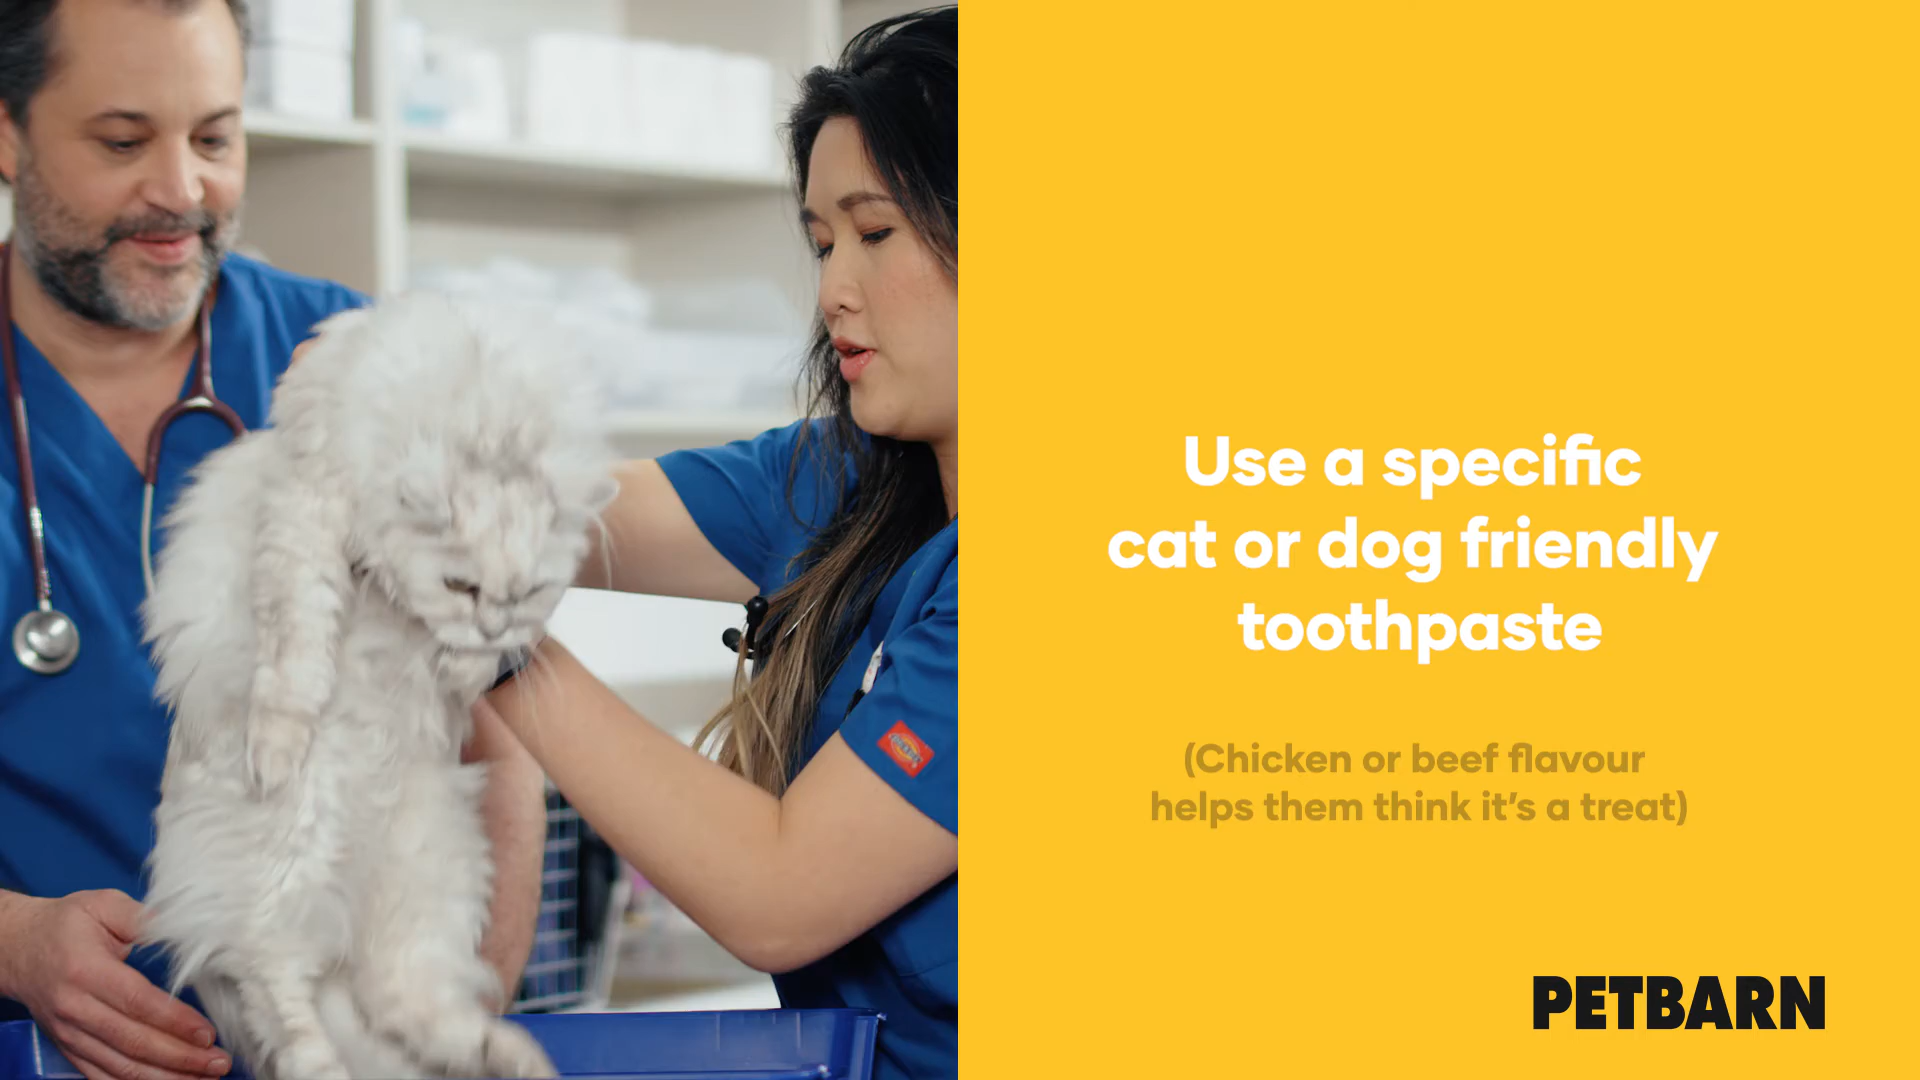 Use a specific
cat or dog friendly
toothpaste
(Chicken or beef flavour
helps them think it's a treat)
PETBARN